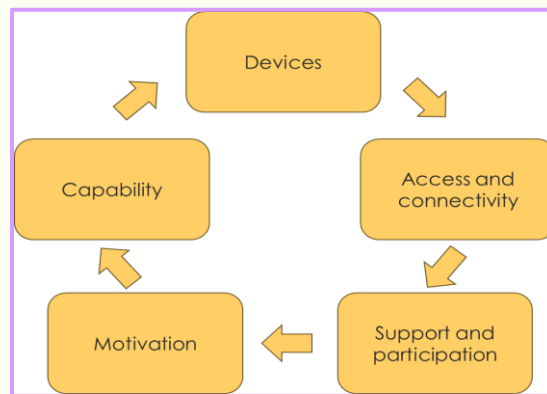 Devices
Access and
connectivity
Support and
participation
Motivation
Capability